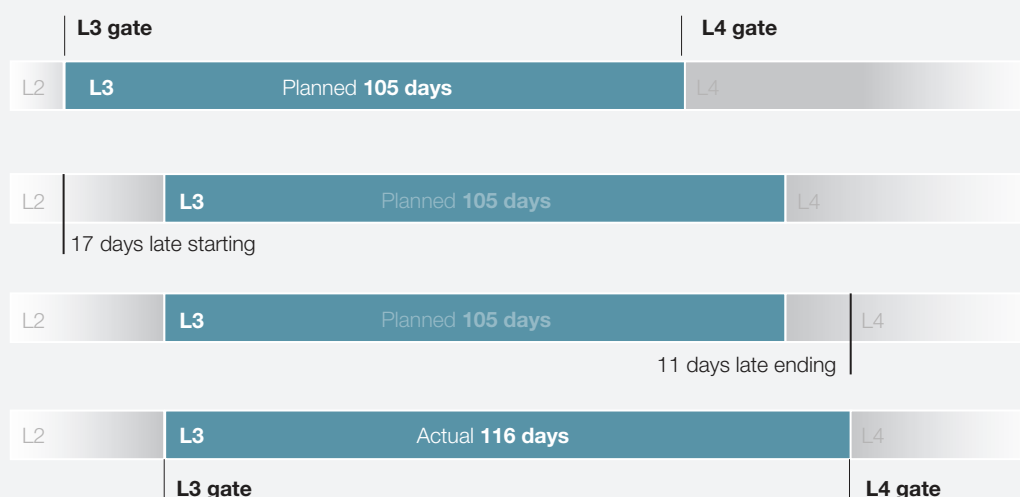 L3 gate L4 gate
L2 L3 Planned 105 days L4
L2 L3 Planned 105 days L4
17 days late starting
L2 L3 Planned 105 days L4
11 days late ending
L2 L3 Actual 116 days L4
L3 gate L4 gate